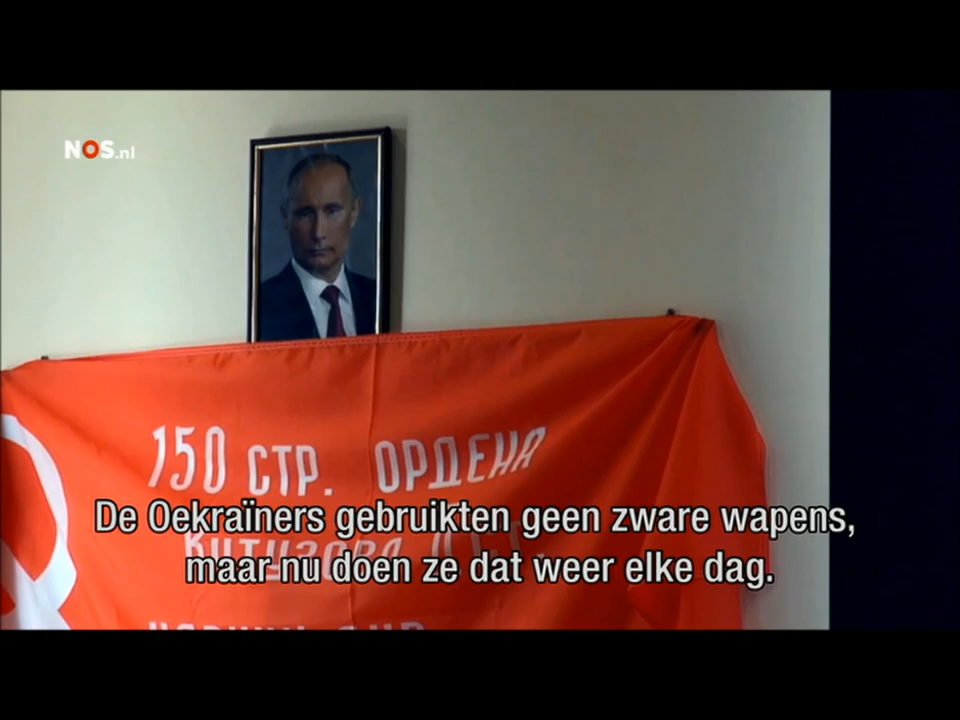 NOS.nl
150 СТР. ОРДЕНА
De Oekraïners gebruikten geen zware wapens,
maar nu doen ze dat weer elke dag.